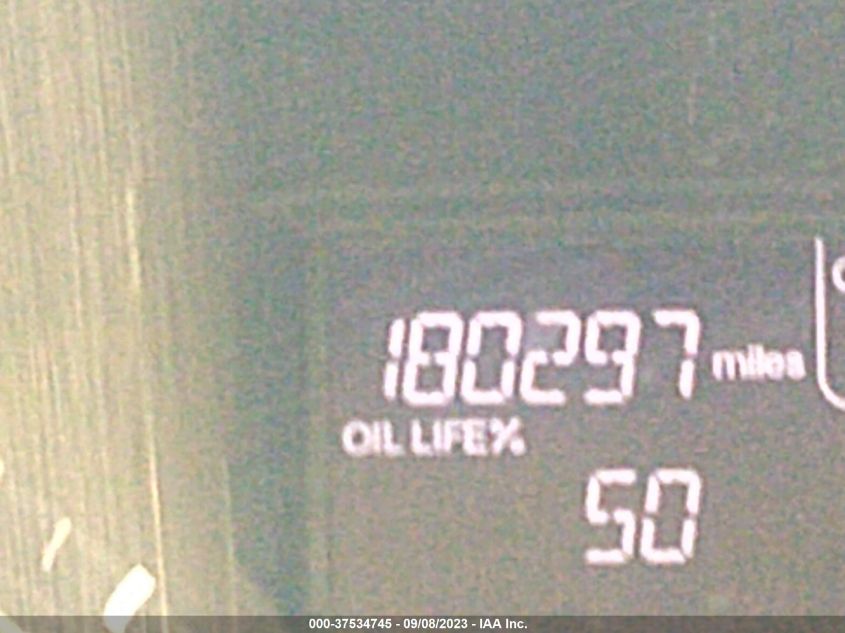 180297 miles
OIL LIFE%
50
000-37534745 - 09/08/2023 - IAA Inc.